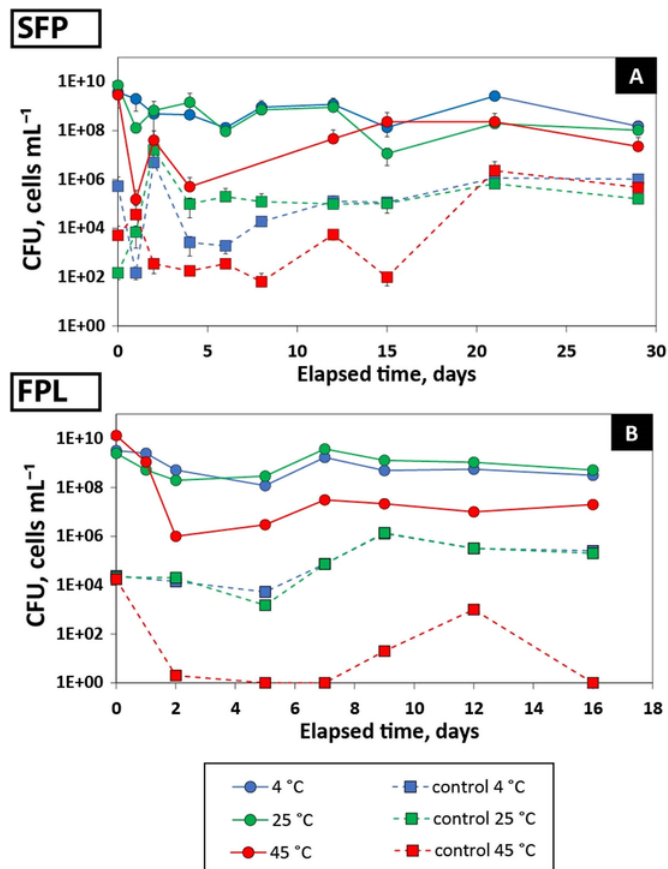 SFP
A
1E+10
1E+08
1E+06
1E+04
1E+02
1E+00
CFU, cells mL⁻¹
0 5 10 15 20 25 30
Elapsed time, days
FPL
B
1E+10
1E+08
1E+06
1E+04
1E+02
1E+00
CFU, cells mL⁻¹
0 2 4 6 8 10 12 14 16 18
Elapsed time, days
4 °C control 4 °C
25 °C control 25 °C
45 °C control 45 °C